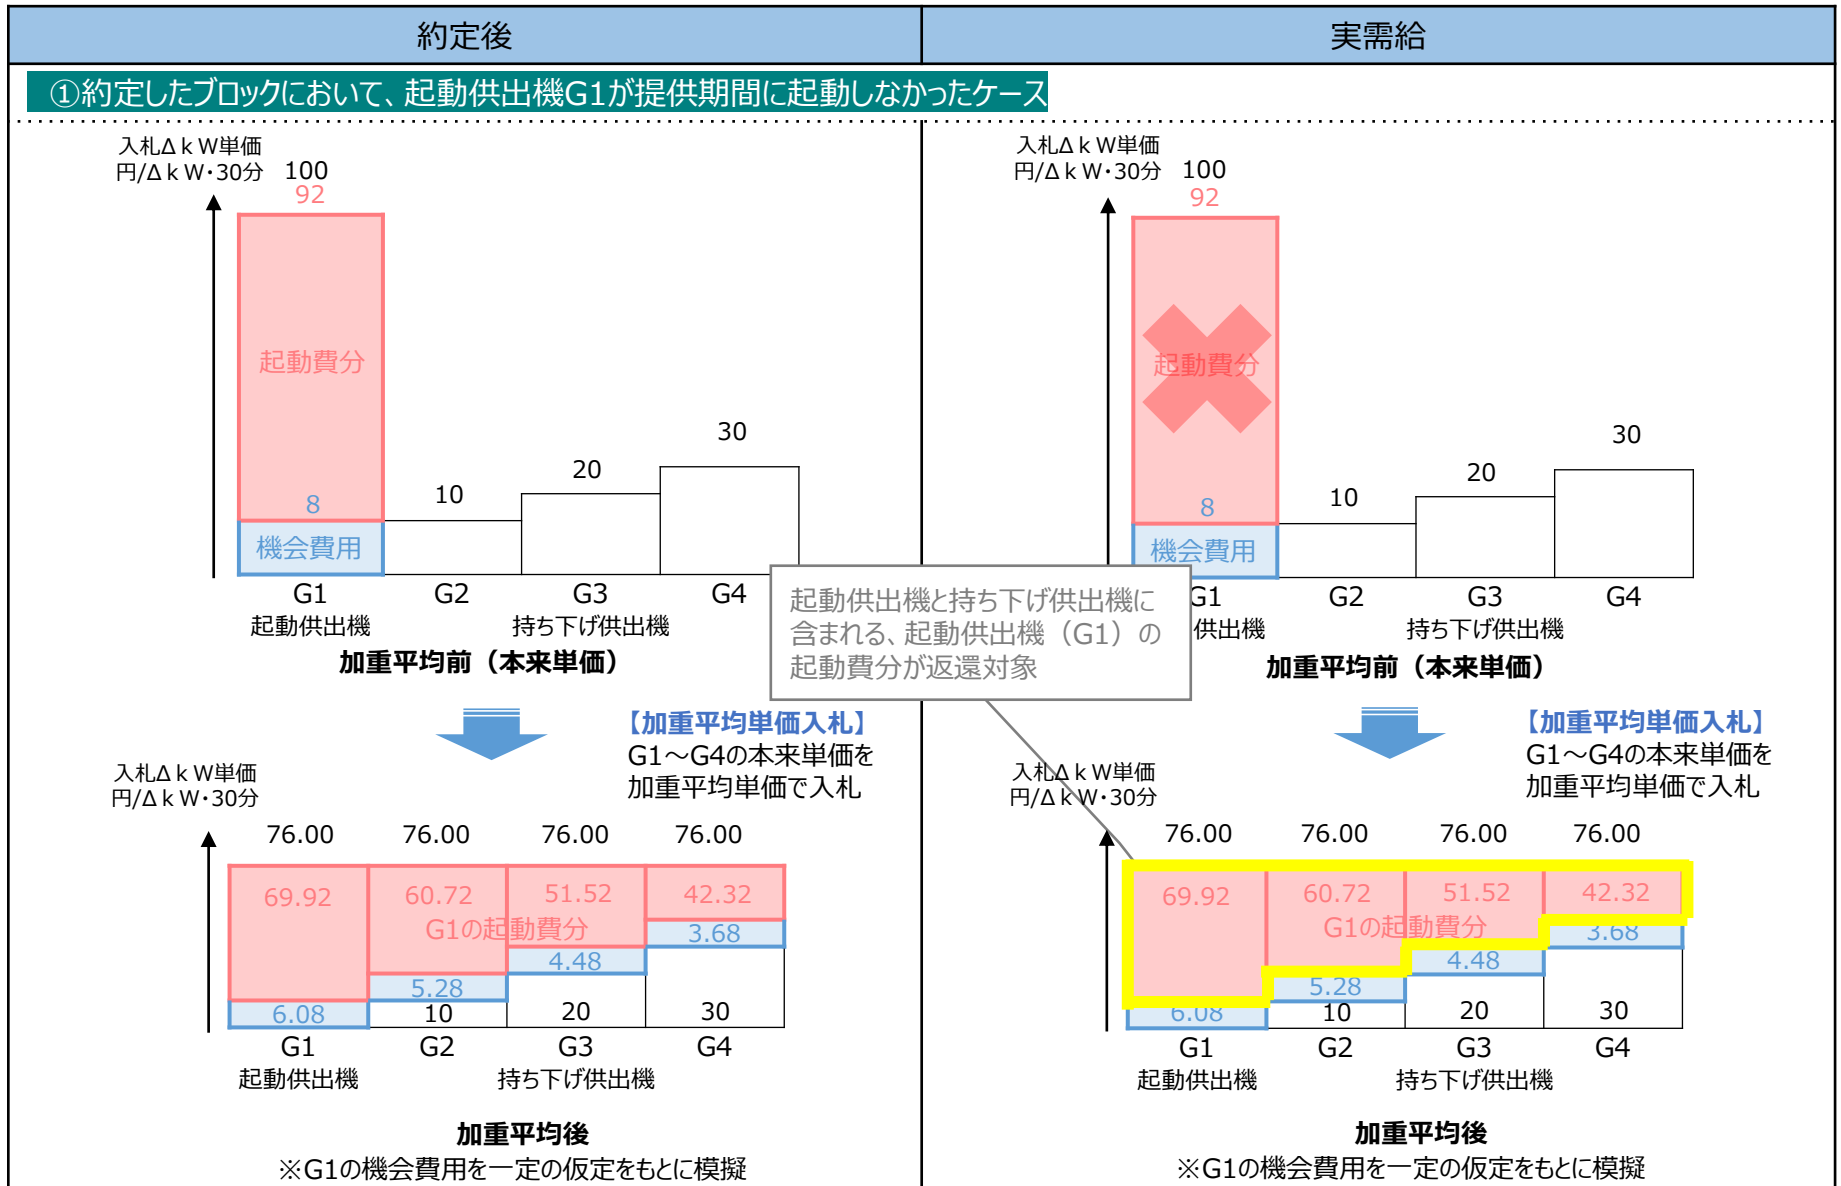 約定後
実需給
①約定したブロックにおいて、起動供出機G1が提供期間に起動しなかったケース
入札ΔｋW単価
円/ΔｋW・30分
100
92
起動費分
8
機会費用
10
20
30
G1
G2
G3
G4
起動供出機
持ち下げ供出機
加重平均前（本来単価）
【加重平均単価入札】
G1～G4の本来単価を
加重平均単価で入札
入札ΔｋW単価
円/ΔｋW・30分
76.00
76.00
76.00
76.00
69.92
60.72
51.52
42.32
G1の起動費分
3.68
4.48
5.28
6.08
10
20
30
G1
G2
G3
G4
起動供出機
持ち下げ供出機
加重平均後
※G1の機会費用を一定の仮定をもとに模擬
入札ΔｋW単価
円/ΔｋW・30分
100
92
起動費分
8
機会費用
10
20
30
G1
G2
G3
G4
供出機
持ち下げ供出機
加重平均前（本来単価）
起動供出機と持ち下げ供出機に
含まれる、起動供出機（G1）の
起動費分が返還対象
【加重平均単価入札】
G1～G4の本来単価を
加重平均単価で入札
入札ΔｋW単価
円/ΔｋW・30分
76.00
76.00
76.00
76.00
69.92
60.72
51.52
42.32
G1の起動費分
3.68
4.48
5.28
6.08
10
20
30
G1
G2
G3
G4
起動供出機
持ち下げ供出機
加重平均後
※G1の機会費用を一定の仮定をもとに模擬